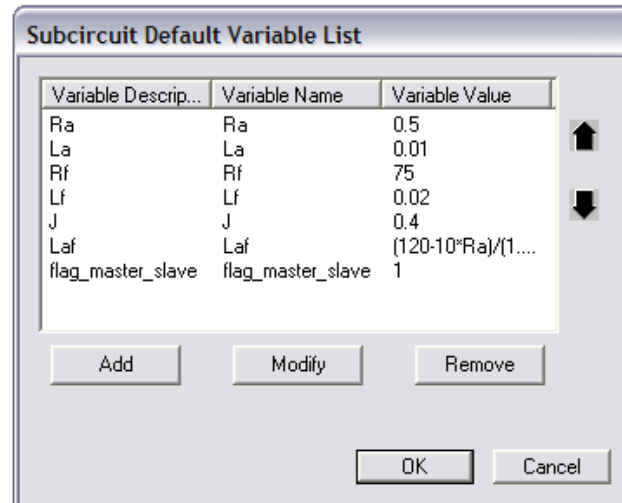 Subcircuit Default Variable List
Variable Descrip... Variable Name Variable Value
Ra Ra 0.5
La La 0.01
Rf Rf 75
Lf Lf 0.02
J J 0.4
Laf Laf (120-10*Ra)/(1....
flag_master_slave flag_master_slave 1
Add Modify Remove
OK Cancel